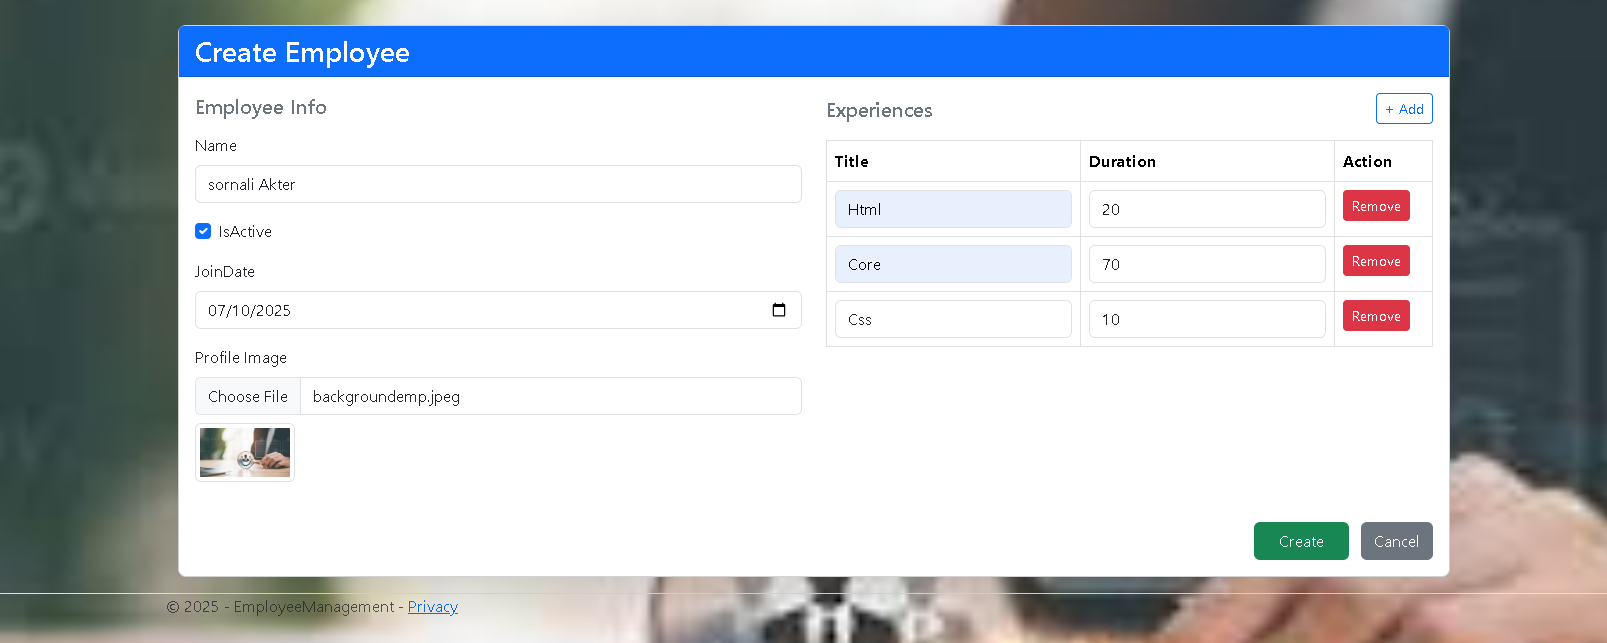 Create Employee
Employee Info
Name
sornali Akter
IsActive
JoinDate
07/10/2025
Profile Image
Choose File backgroundemp.jpeg
Experiences
+ Add
Title Duration Action
Html 20 Remove
Core 70 Remove
Css 10 Remove
Create Cancel
© 2025 - EmployeeManagement - Privacy